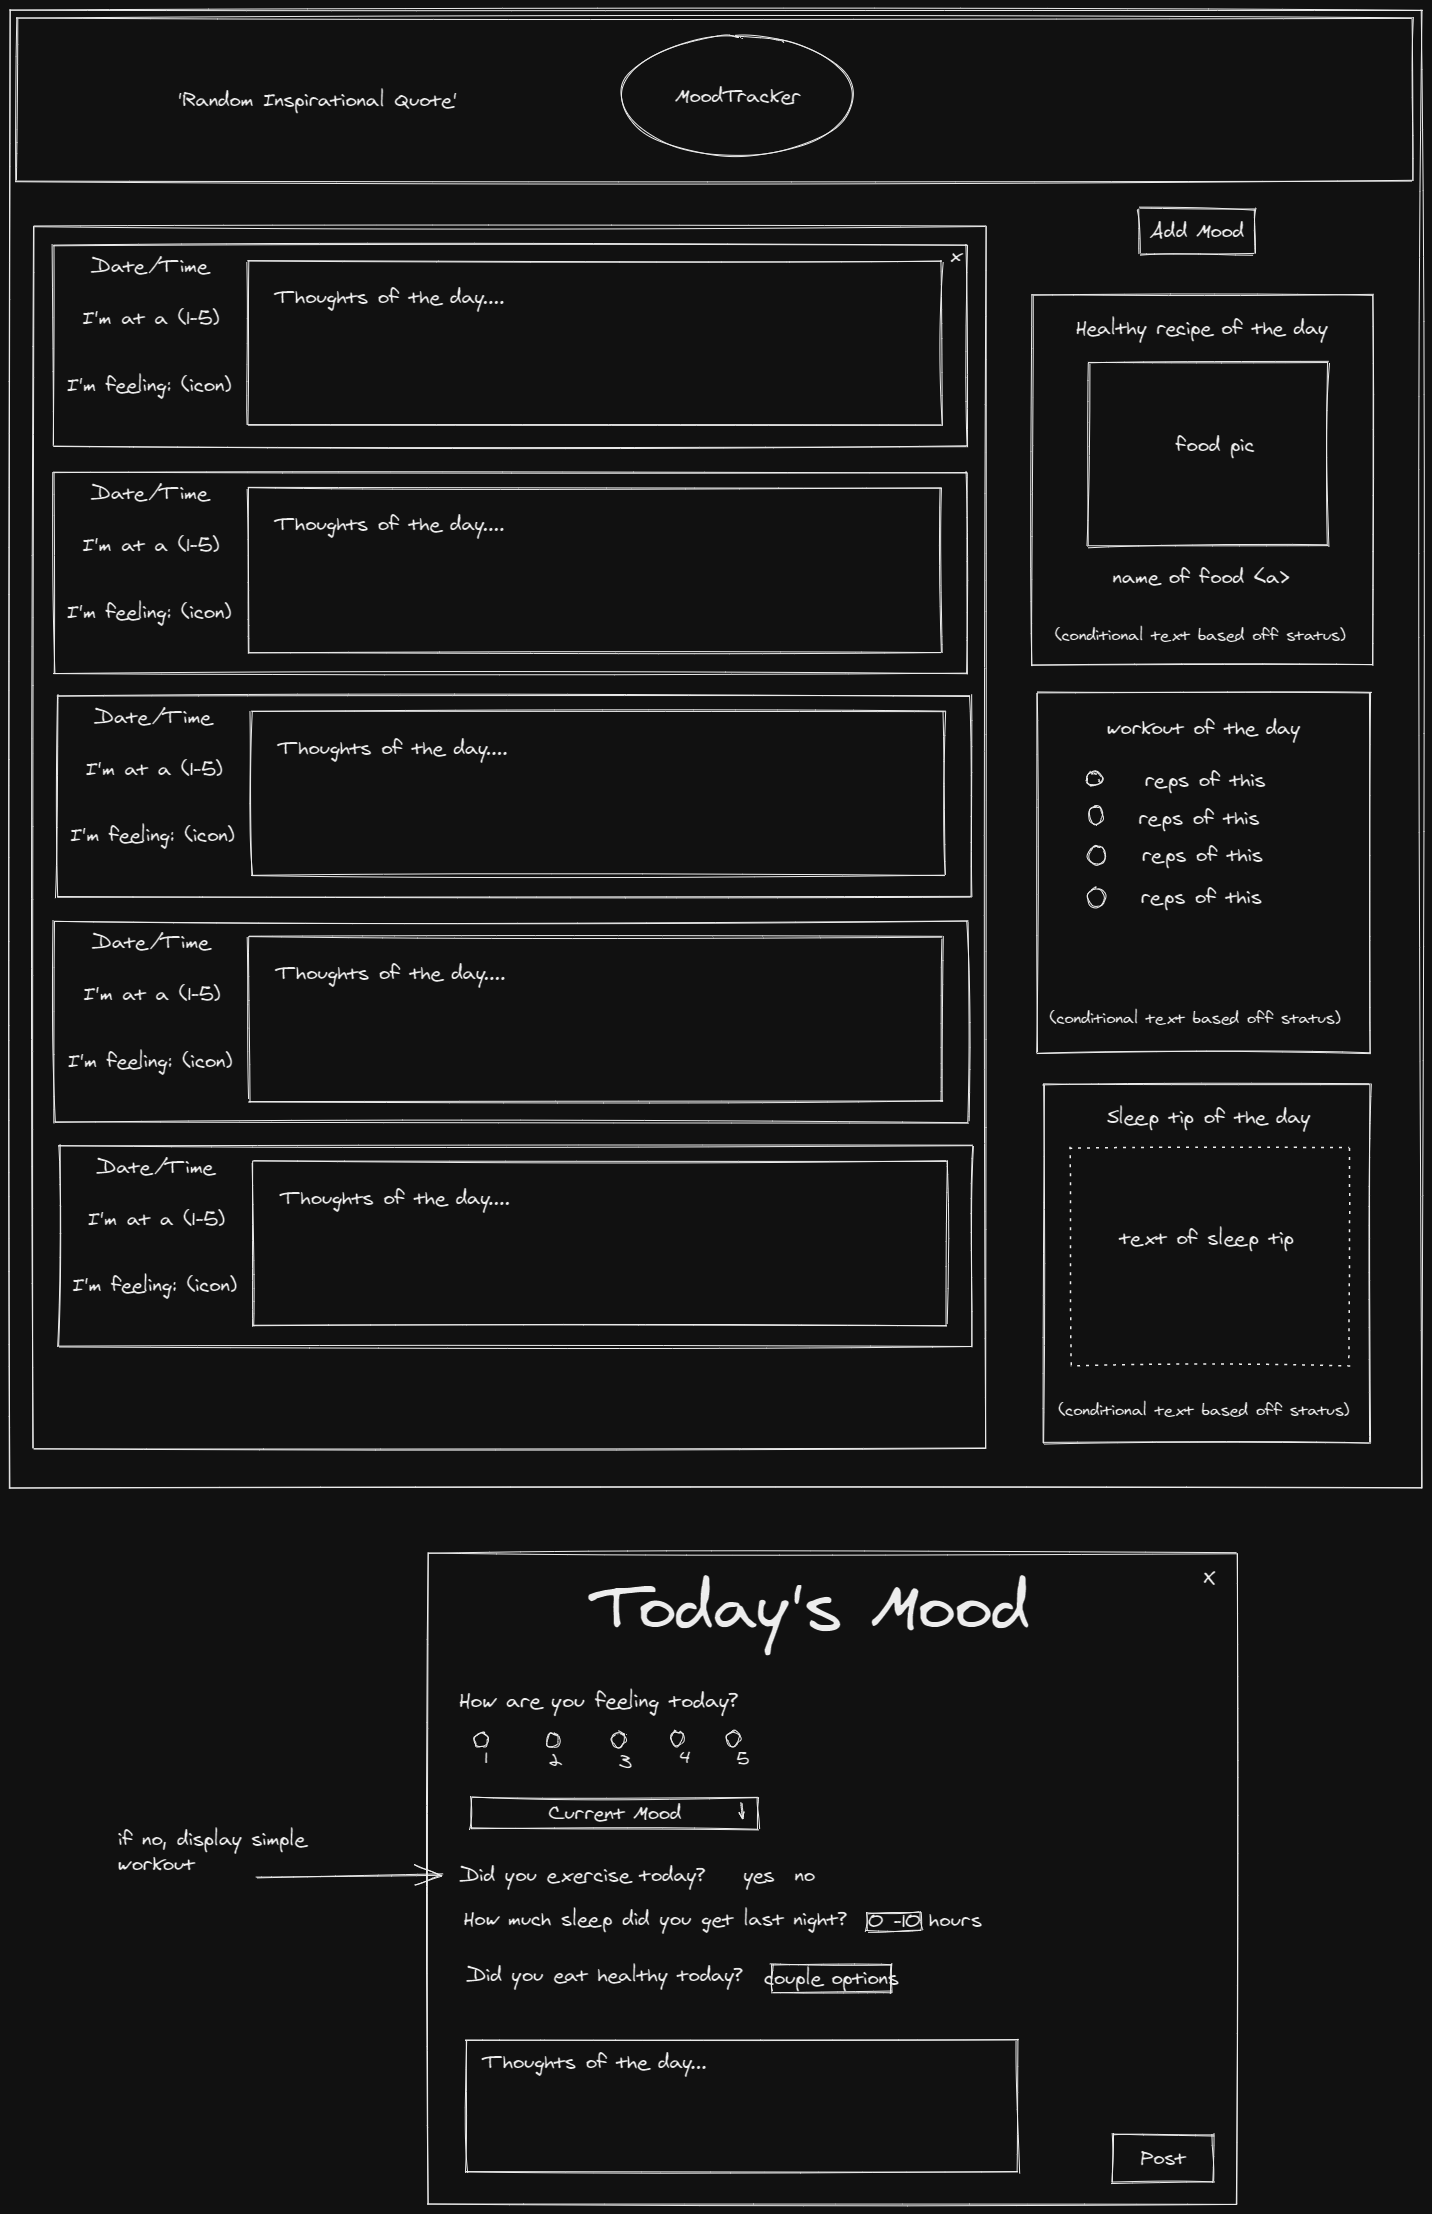 'Random Inspirational Quote'
MoodTracker
Add Mood
Date/Time
x
I'm at a (1-5)
I'm feeling: (icon)
Thoughts of the day....
Date/Time
I'm at a (1-5)
I'm feeling: (icon)
Thoughts of the day....
Date/Time
I'm at a (1-5)
I'm feeling: (icon)
Thoughts of the day....
Date/Time
I'm at a (1-5)
I'm feeling: (icon)
Thoughts of the day....
Date/Time
I'm at a (1-5)
I'm feeling: (icon)
Thoughts of the day....
Healthy recipe of the day
food pic
name of food <a>
(conditional text based off status)
workout of the day
reps of this
reps of this
reps of this
reps of this
(conditional text based off status)
Sleep tip of the day
text of sleep tip
(conditional text based off status)
Today's Mood
x
How are you feeling today?
1 2 3 4 5
Current Mood
if no, display simple
workout
Did you exercise today? yes no
How much sleep did you get last night? 0 -10 hours
Did you eat healthy today? couple options
Thoughts of the day...
Post